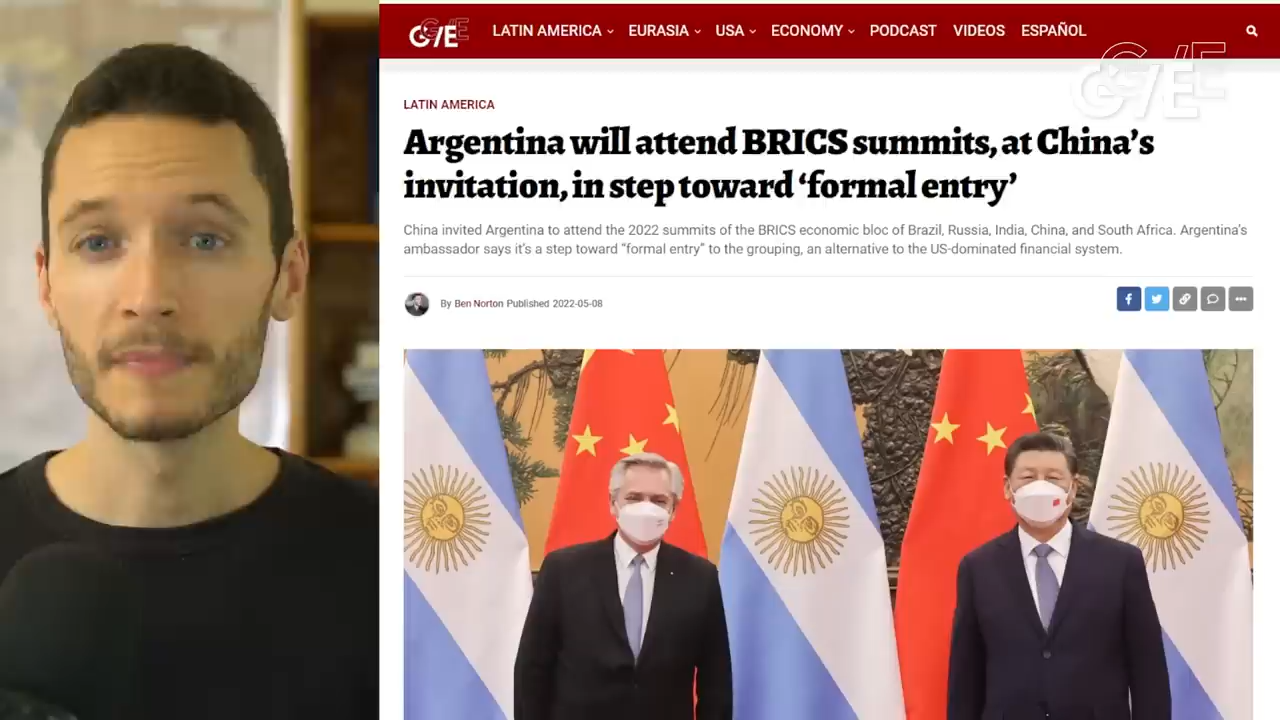 G/E LATIN AMERICA EURASIA USA ECONOMY PODCAST VIDEOS ESPAÑOL
G/E
LATIN AMERICA
Argentina will attend BRICS summits, at China’s
invitation, in step toward ‘formal entry’
China invited Argentina to attend the 2022 summits of the BRICS economic bloc of Brazil, Russia, India, China, and South Africa. Argentina’s
ambassador says it’s a step toward “formal entry” to the grouping, an alternative to the US-dominated financial system.
By Ben Norton Published 2022-05-08